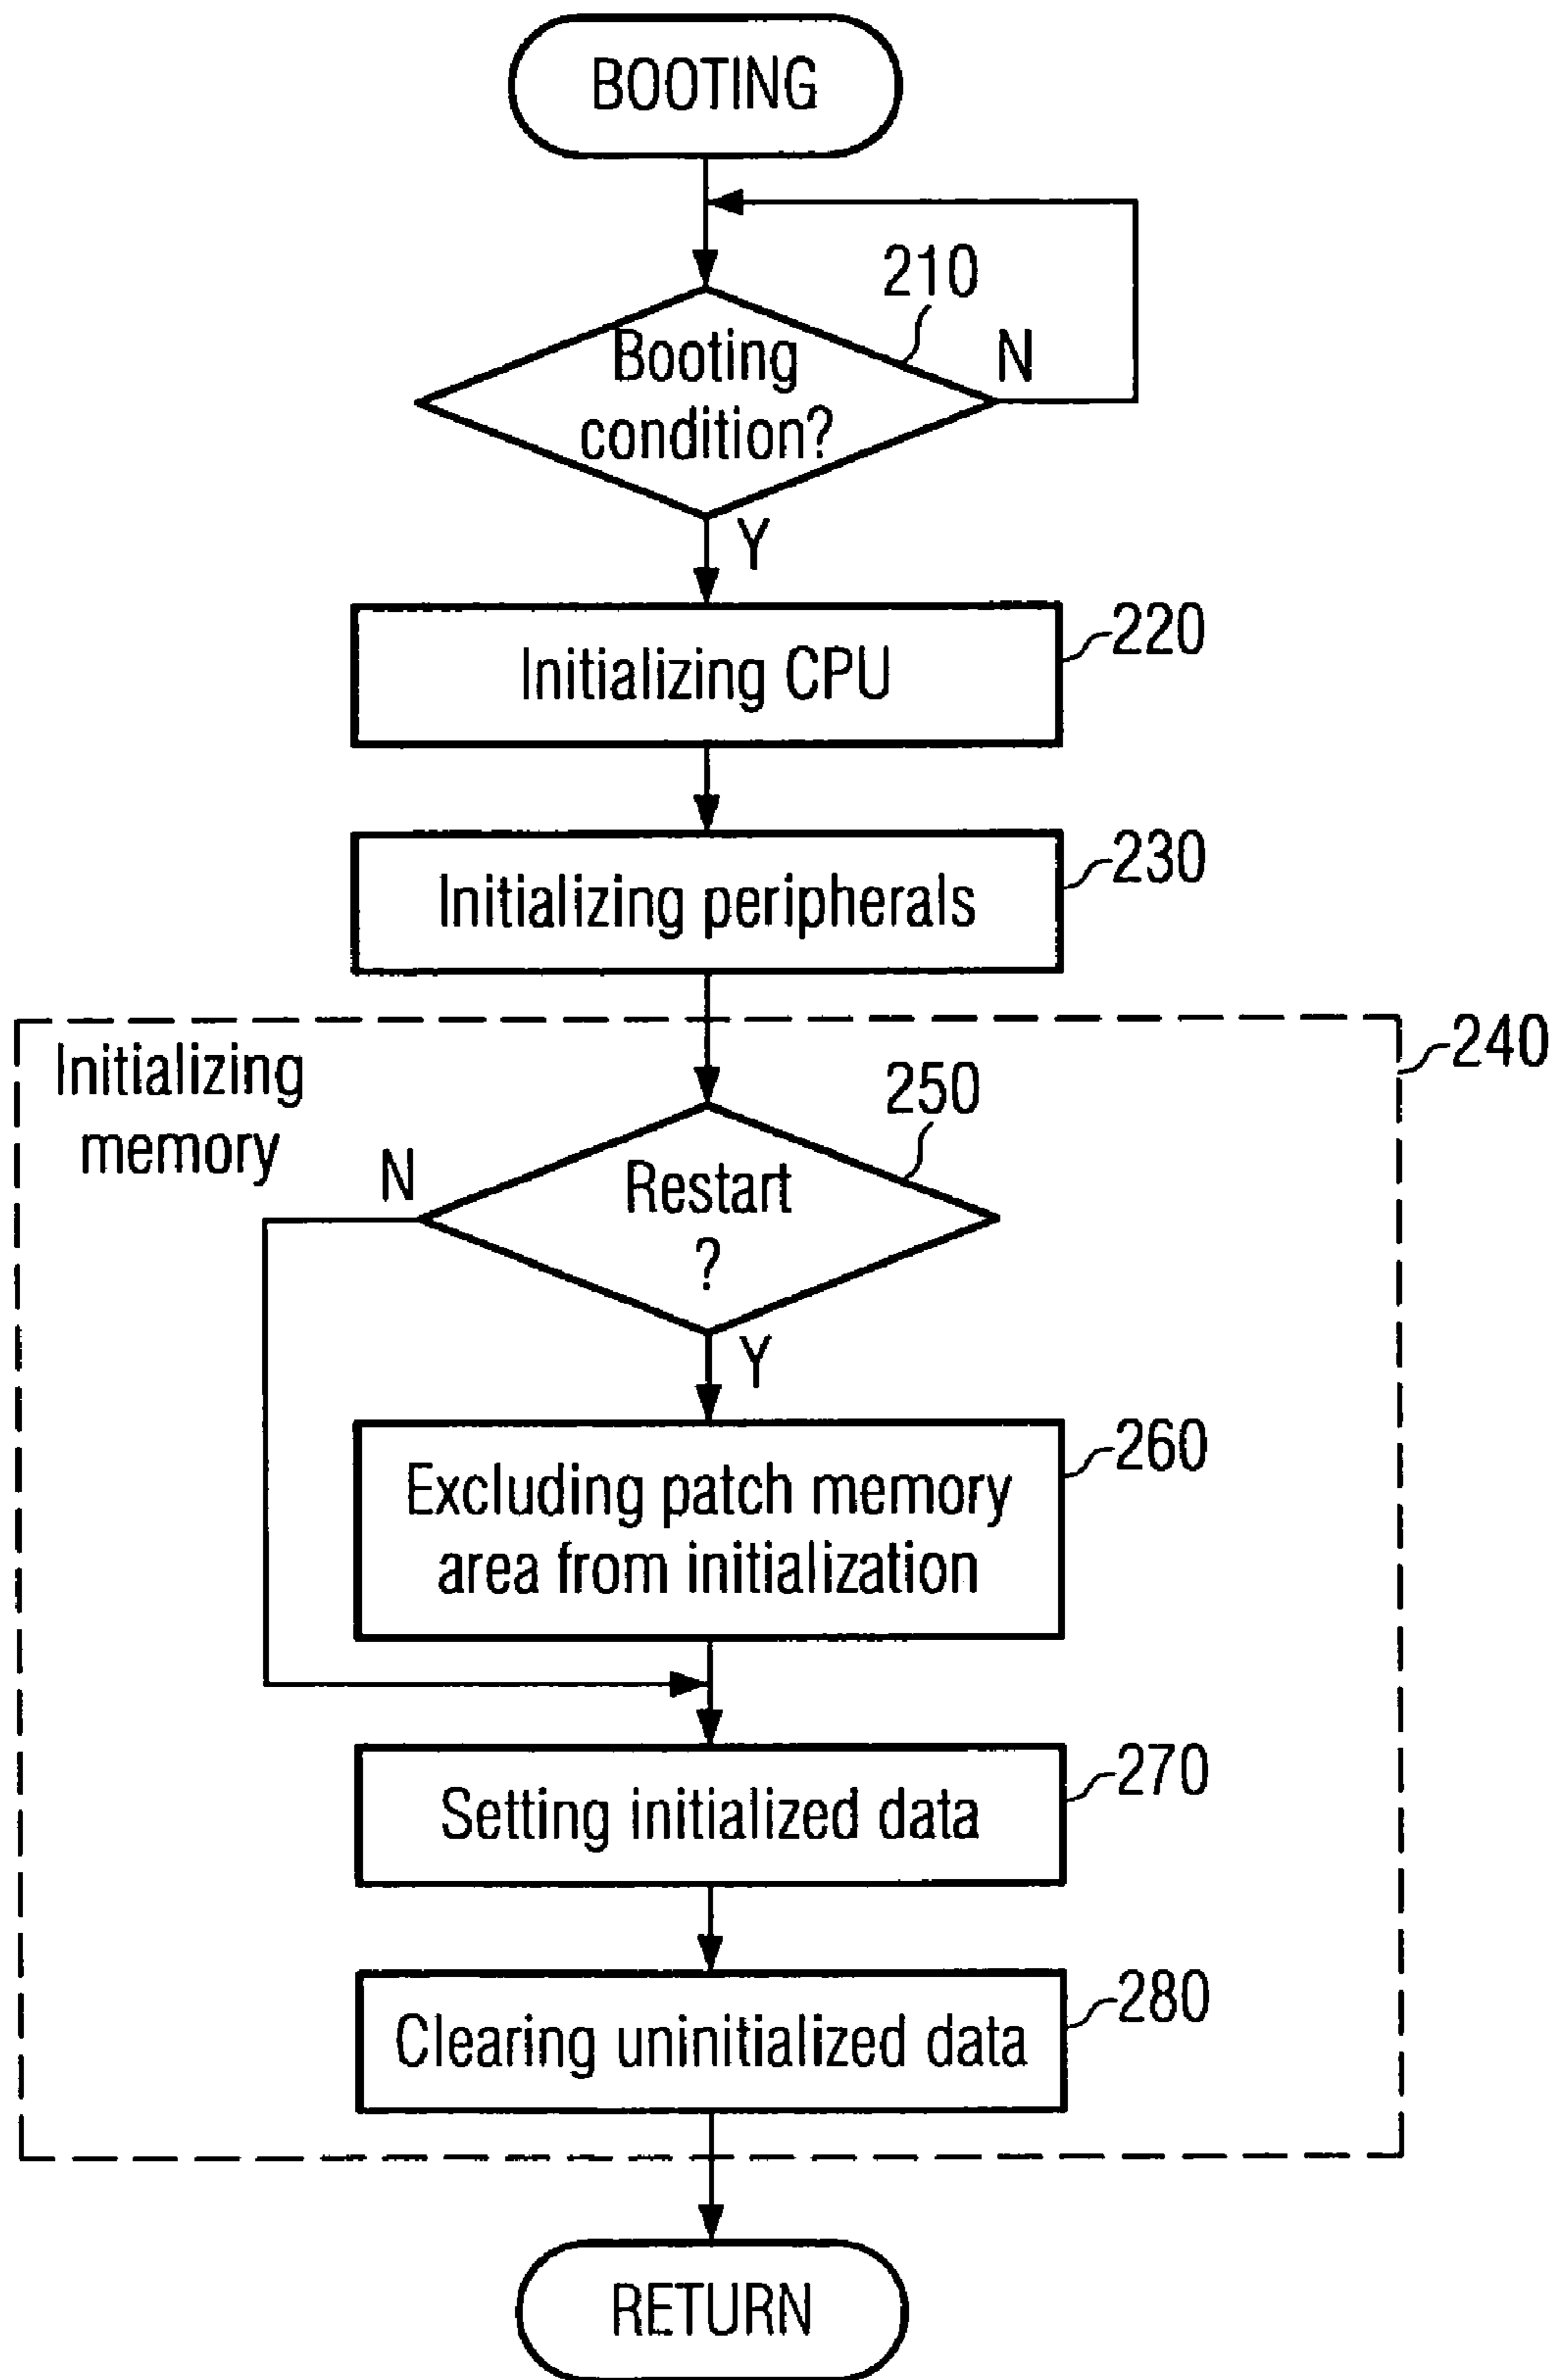 BOOTING
210
Booting
condition?
N
Y
220
Initializing CPU
230
Initializing peripherals
240
Initializing
memory
250
N
Restart
?
Y
260
Excluding patch memory
area from initialization
270
Setting initialized data
280
Clearing uninitialized data
RETURN